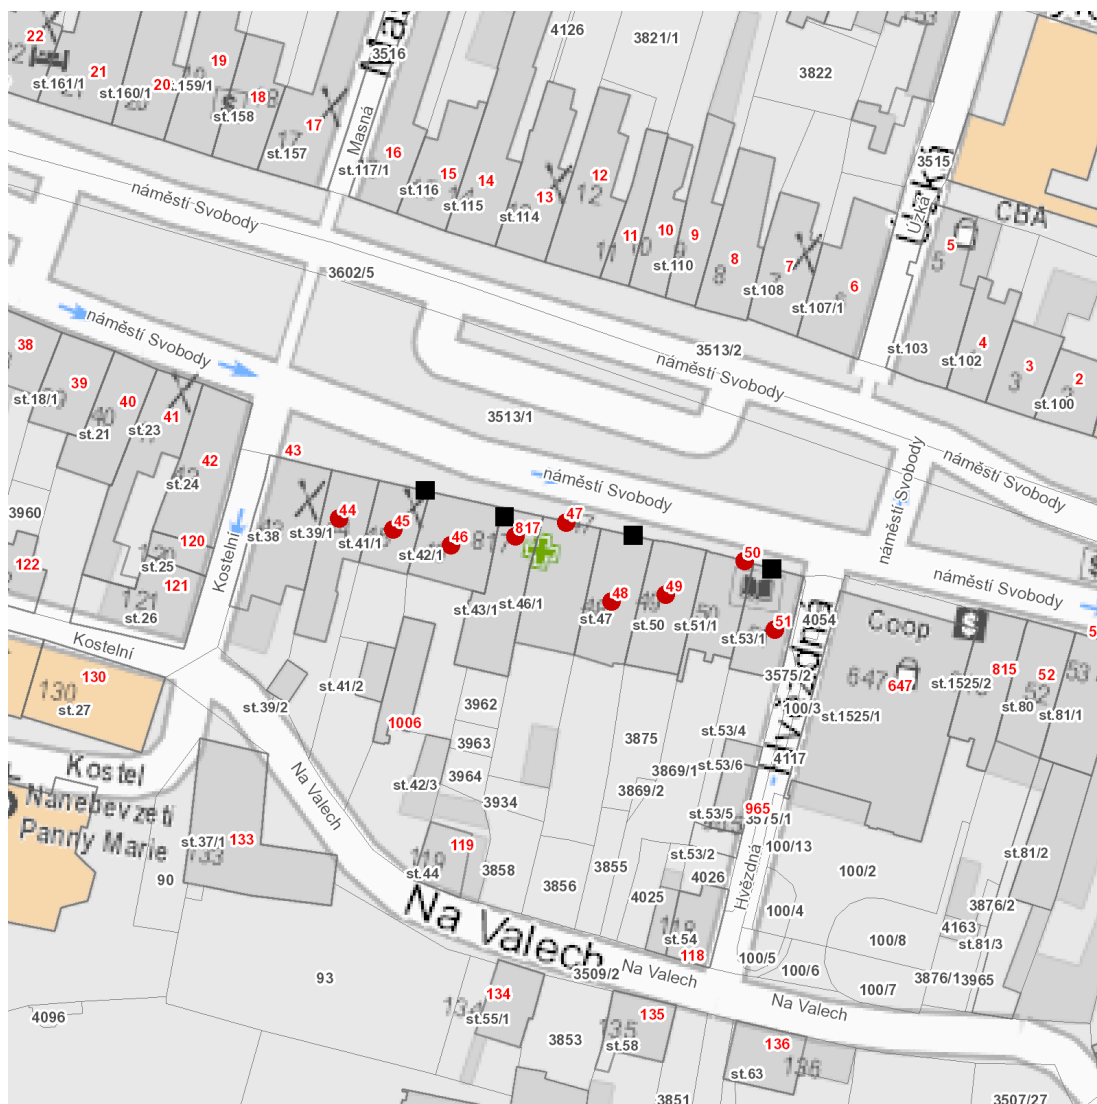 22
21
20
19
18
17
16
15
14
13
12
11
10
9
8
7
6
5
4
3
2
st.161/1
st.160/1
st.159/1
st.158
st.157
st.117/1
st.116
st.115
st.114
st.110
st.108
st.107/1
st.103
st.102
st.100
3516
4126
3821/1
3822
3515
CBA
Masná
Úzká
náměstí Svobody
3602/5
náměstí Svobody
3513/2
náměstí Svobody
3513/1
náměstí Svobody
náměstí Svobody
náměstí Svobody
náměstí Svobody
38
39
40
41
42
43
44
45
46
817
47
48
49
50
51
st.18/1
st.21
st.23
st.24
st.38
st.39/1
st.41/1
st.42/1
st.43/1
st.46/1
st.47
st.50
st.51/1
st.53/1
3960
122
120
st.25
121
st.26
Kostelní
Kostelní
130
130
st.27
st.39/2
st.41/2
1006
3962
3963
3964
3934
st.42/3
3875
3869/1
3869/2
st.53/4
st.53/6
st.53/5
st.53/2
4054
3575/2
100/3
4117
965
3575/1
Coop
647
647
st.1525/1
st.1525/2
815
52
52
53
st.80
st.81/1
Kostel
Nanebevzetí
Panny Marie
st.37/1
133
133
90
Na Valech
119
119
st.44
3858
3856
3855
4025
4026
st.54
118
Hvězdná
Hvězdná
100/13
100/2
100/4
100/5
100/6
100/7
100/8
st.81/2
3876/2
4163
st.81/3
3876/1
3965
Na Valech
Na Valech
3509/2
Na Valech
93
4096
134
134
st.55/1
3853
135
135
st.58
136
136
st.63
3851
3507/27